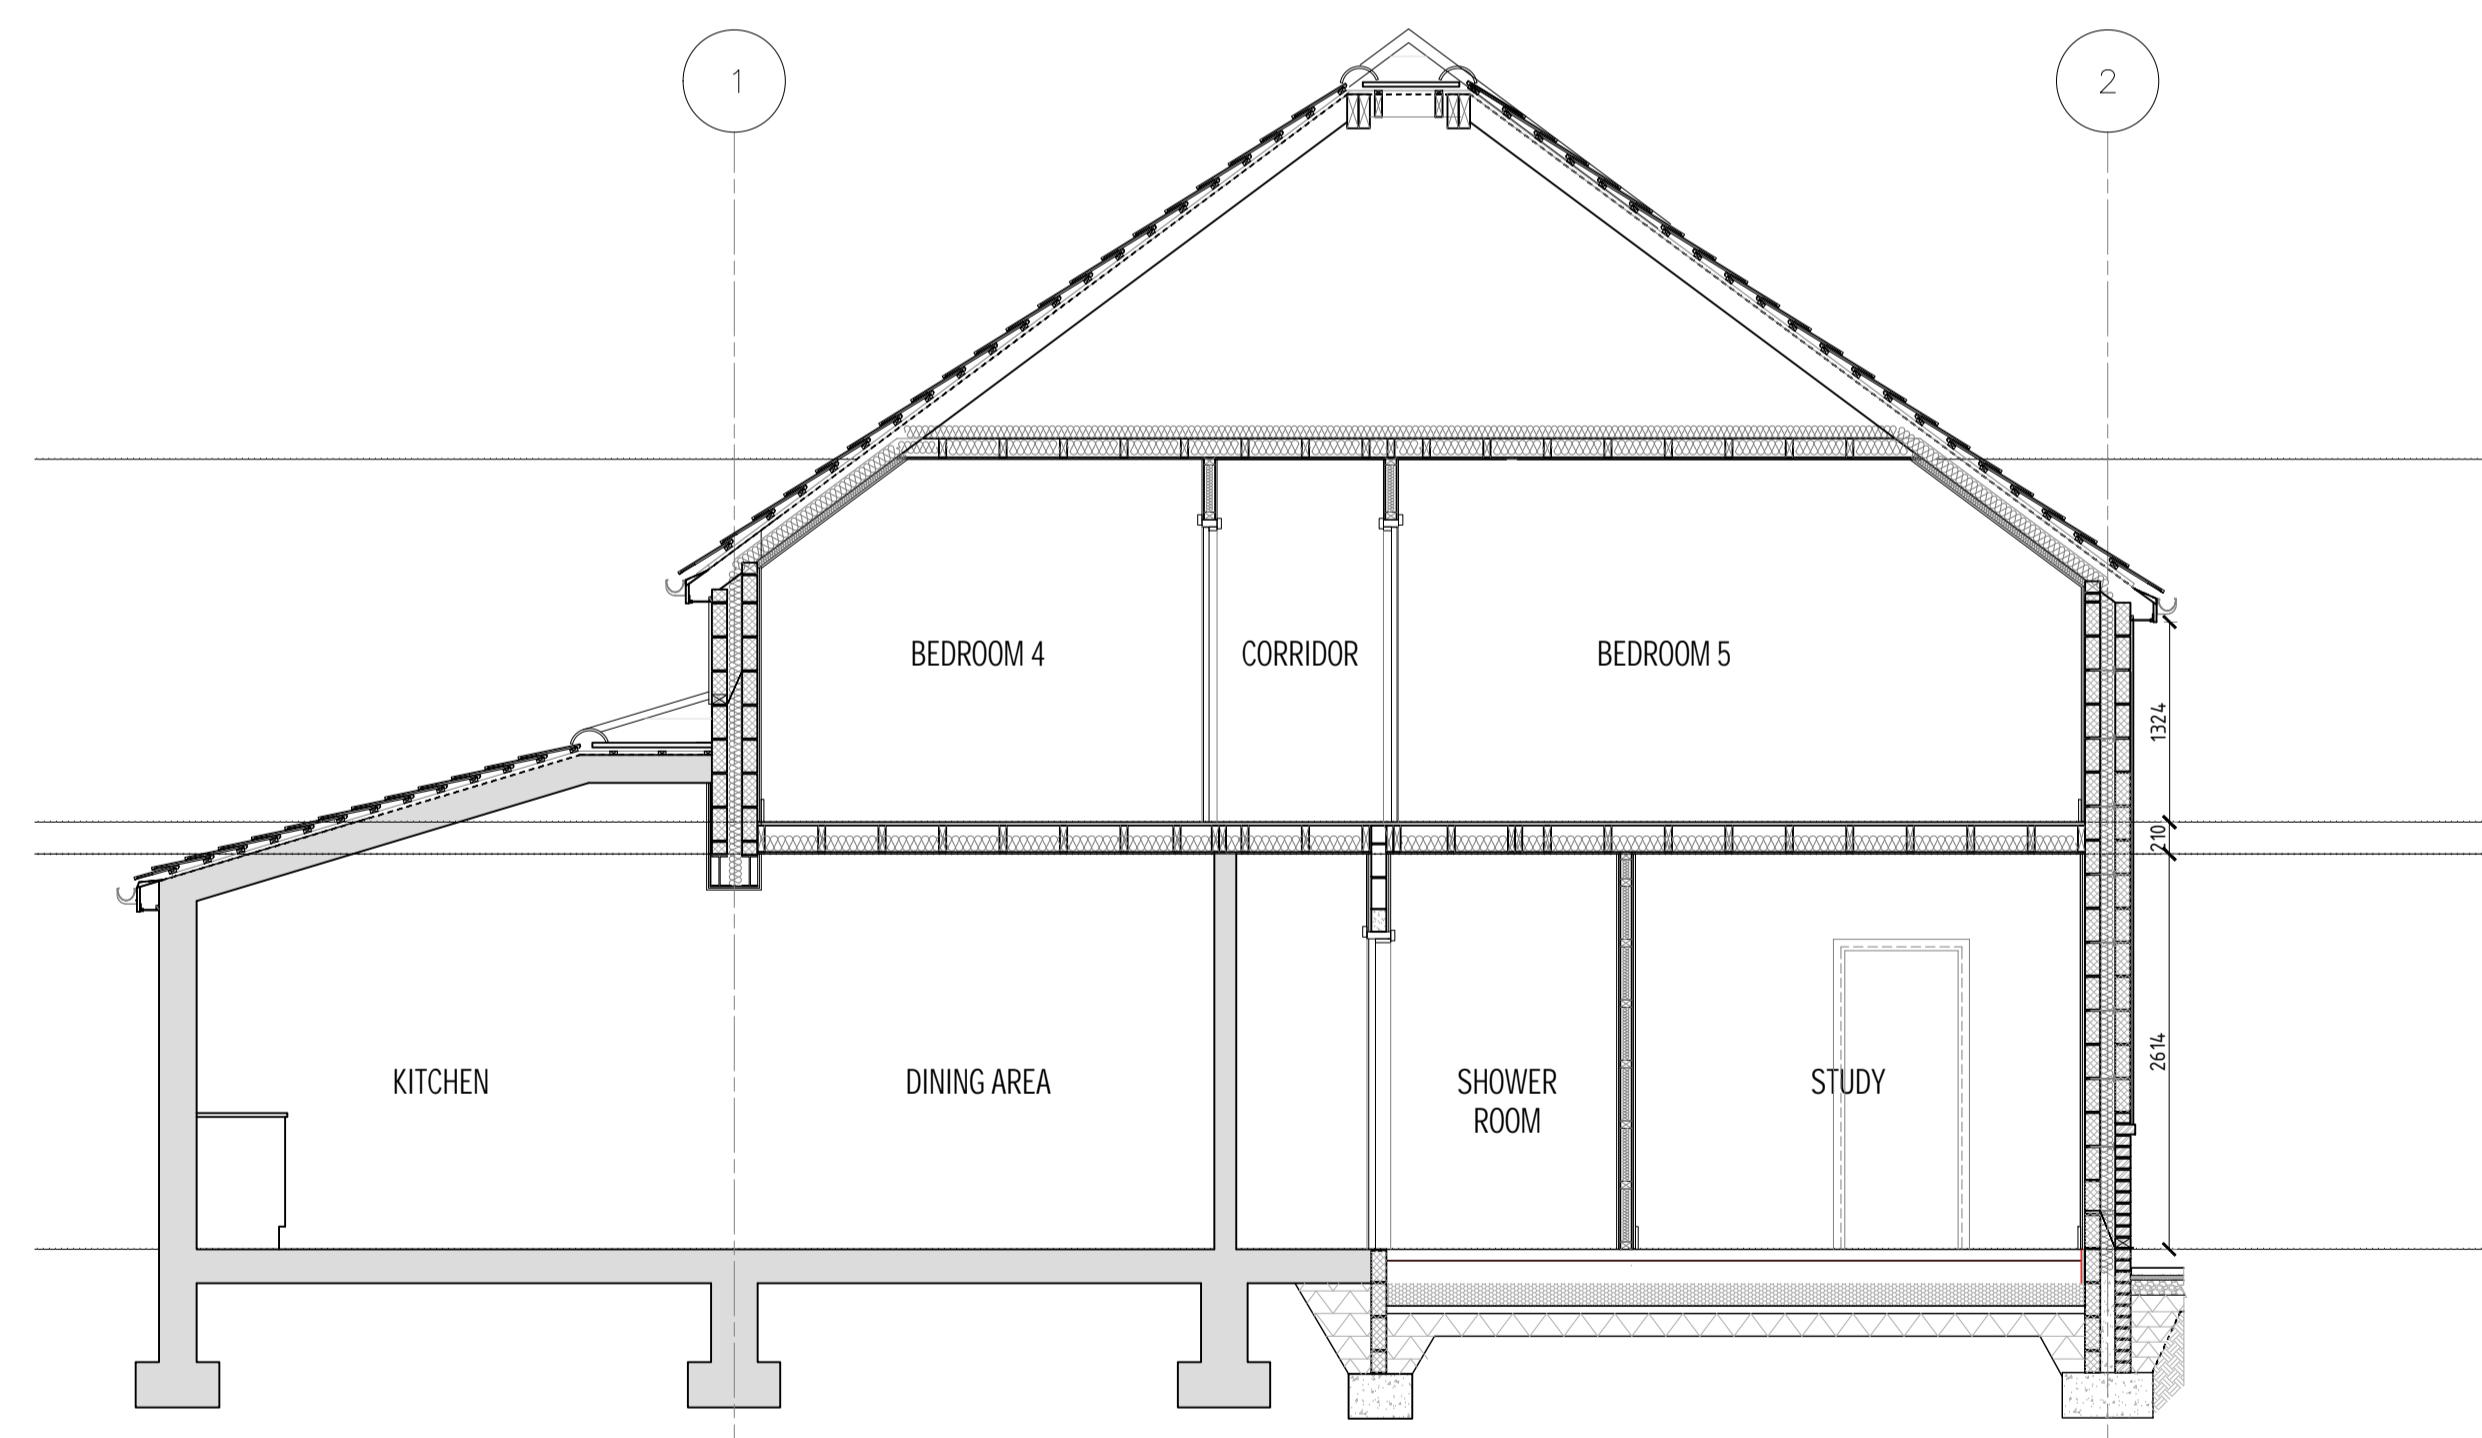 1
2
BEDROOM 4
CORRIDOR
BEDROOM 5
1324
210
2614
KITCHEN
DINING AREA
SHOWER
ROOM
STUDY